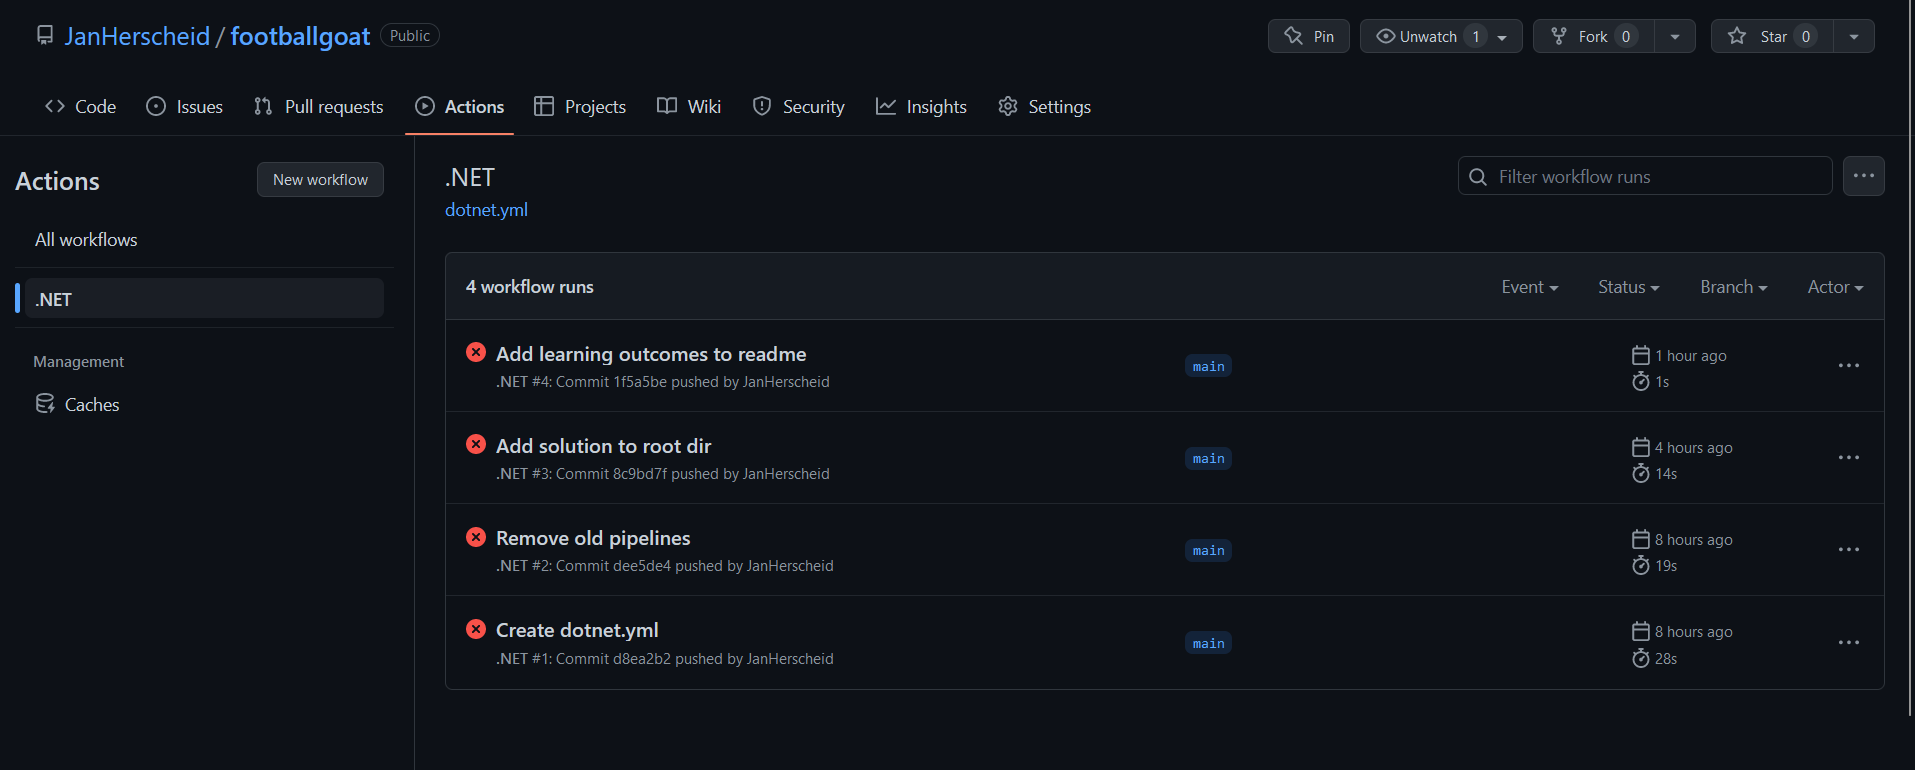 JanHerscheid / footballgoat Public
Pin
Unwatch 1
Fork 0
Star 0
Code Issues Pull requests Actions Projects Wiki Security Insights Settings
Actions
New workflow
All workflows
.NET
Management
Caches
.NET
dotnet.yml
Filter workflow runs
4 workflow runs
Event Status Branch Actor
Add learning outcomes to readme
.NET #4: Commit 1f5a5be pushed by JanHerscheid
main
1 hour ago
1s
Add solution to root dir
.NET #3: Commit 8c9bd7f pushed by JanHerscheid
main
4 hours ago
14s
Remove old pipelines
.NET #2: Commit dee5de4 pushed by JanHerscheid
main
8 hours ago
19s
Create dotnet.yml
.NET #1: Commit d8ea2b2 pushed by JanHerscheid
main
8 hours ago
28s